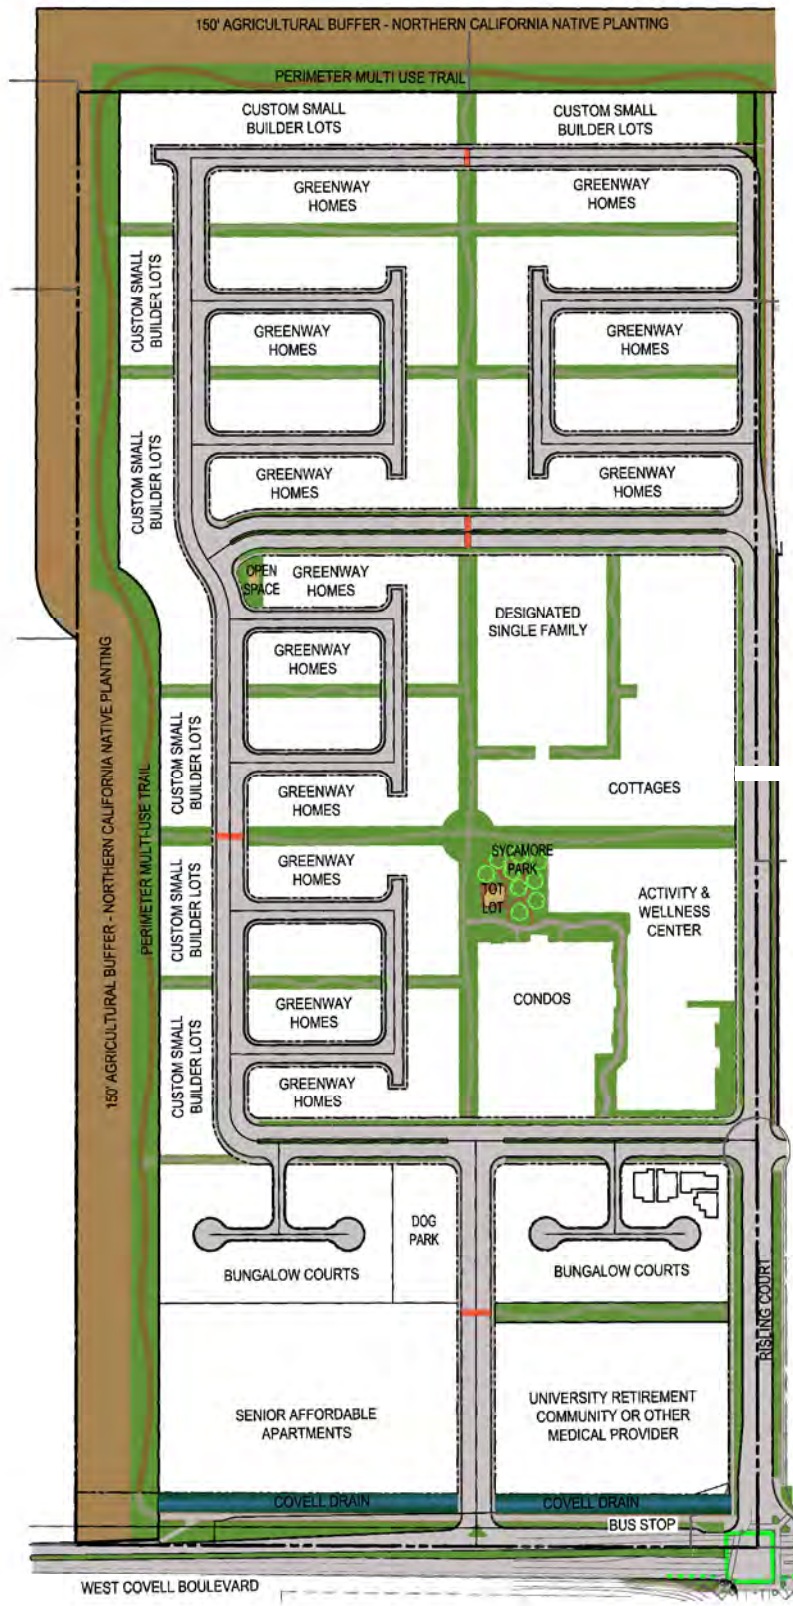 150' AGRICULTURAL BUFFER - NORTHERN CALIFORNIA NATIVE PLANTING
PERIMETER MULTI USE TRAIL
CUSTOM SMALL
BUILDER LOTS
CUSTOM SMALL
BUILDER LOTS
GREENWAY
HOMES
GREENWAY
HOMES
CUSTOM SMALL
BUILDER LOTS
GREENWAY
HOMES
GREENWAY
HOMES
CUSTOM SMALL
BUILDER LOTS
GREENWAY
HOMES
GREENWAY
HOMES
OPEN
SPACE
GREENWAY
HOMES
DESIGNATED
SINGLE FAMILY
GREENWAY
HOMES
150' AGRICULTURAL BUFFER - NORTHERN CALIFORNIA NATIVE PLANTING
PERIMETER MULTI-USE TRAIL
CUSTOM SMALL
BUILDER LOTS
GREENWAY
HOMES
COTTAGES
CUSTOM SMALL
BUILDER LOTS
GREENWAY
HOMES
SYCAMORE
PARK
TOT
LOT
ACTIVITY &
WELLNESS
CENTER
CUSTOM SMALL
BUILDER LOTS
GREENWAY
HOMES
CONDOS
GREENWAY
HOMES
DOG
PARK
BUNGALOW COURTS
BUNGALOW COURTS
RISLING COURT
SENIOR AFFORDABLE
APARTMENTS
UNIVERSITY RETIREMENT
COMMUNITY OR OTHER
MEDICAL PROVIDER
COVELL DRAIN
COVELL DRAIN
BUS STOP
WEST COVELL BOULEVARD